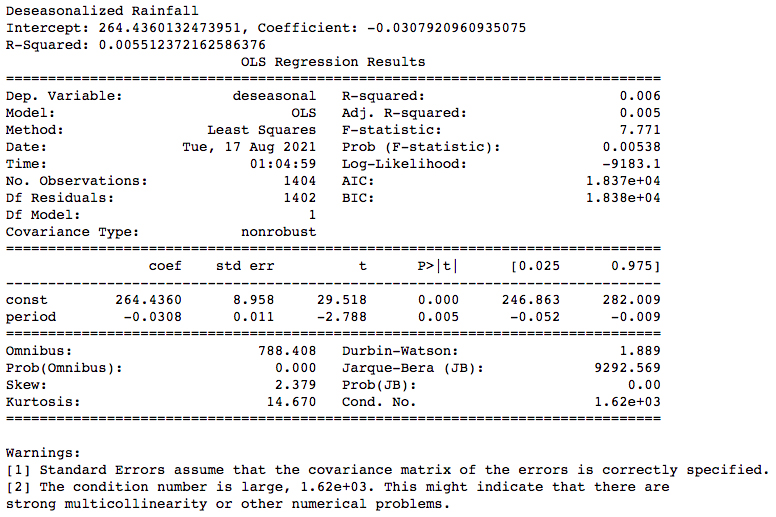 Deseasonalized Rainfall
Intercept: 264.4360132473951, Coefficient: -0.0307920960935075
R-Squared: 0.005512372162586376
                            OLS Regression Results
==============================================================================
Dep. Variable:             deseasonal   R-squared:                       0.006
Model:                            OLS   Adj. R-squared:                  0.005
Method:                 Least Squares   F-statistic:                     7.771
Date:                Tue, 17 Aug 2021   Prob (F-statistic):            0.00538
Time:                        01:04:59   Log-Likelihood:                -9183.1
No. Observations:                1404   AIC:                         1.837e+04
Df Residuals:                    1402   BIC:                         1.838e+04
Df Model:                           1
Covariance Type:            nonrobust
==============================================================================
                 coef    std err          t      P>|t|      [0.025      0.975]
------------------------------------------------------------------------------
const        264.4360      8.958     29.518      0.000     246.863     282.009
period        -0.0308      0.011     -2.788      0.005      -0.052      -0.009
==============================================================================
Omnibus:                      788.408   Durbin-Watson:                   1.889
Prob(Omnibus):                  0.000   Jarque-Bera (JB):             9292.569
Skew:                           2.379   Prob(JB):                         0.00
Kurtosis:                      14.670   Cond. No.                     1.62e+03
==============================================================================
Warnings:
[1] Standard Errors assume that the covariance matrix of the errors is correctly specified.
[2] The condition number is large, 1.62e+03. This might indicate that there are
strong multicollinearity or other numerical problems.